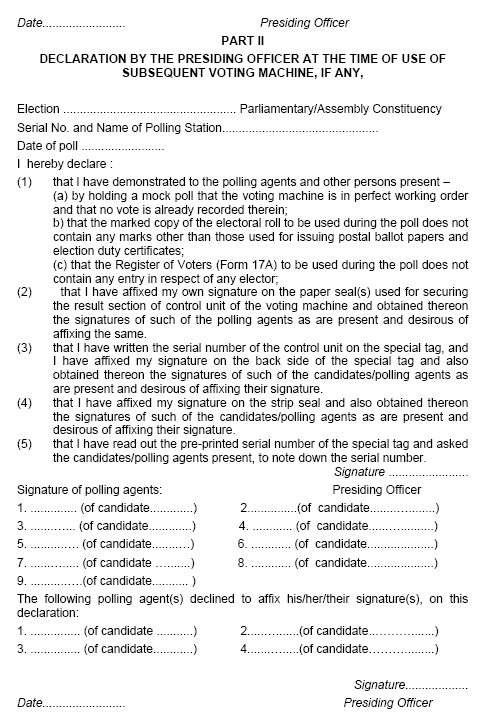 Date......................... Presiding Officer
PART II
DECLARATION BY THE PRESIDING OFFICER AT THE TIME OF USE OF
SUBSEQUENT VOTING MACHINE, IF ANY,
Election .................................................... Parliamentary/Assembly Constituency
Serial No. and Name of Polling Station...............................................
Date of poll .........................
I hereby declare :
(1) that I have demonstrated to the polling agents and other persons present –
(a) by holding a mock poll that the voting machine is in perfect working order
and that no vote is already recorded therein;
b) that the marked copy of the electoral roll to be used during the poll does not
contain any marks other than those used for issuing postal ballot papers and
election duty certificates;
(c) that the Register of Voters (Form 17A) to be used during the poll does not
contain any entry in respect of any elector;
(2) that I have affixed my own signature on the paper seal(s) used for securing
the result section of control unit of the voting machine and obtained thereon
the signatures of such of the polling agents as are present and desirous of
affixing the same.
(3) that I have written the serial number of the control unit on the special tag, and
I have affixed my signature on the back side of the special tag and also
obtained thereon the signatures of such of the candidates/polling agents as
are present and desirous of affixing their signature.
(4) that I have affixed my signature on the strip seal and also obtained thereon
the signatures of such of the candidates/polling agents as are present and
desirous of affixing their signature.
(5) that I have read out the pre-printed serial number of the special tag and asked
the candidates/polling agents present, to note down the serial number.
Signature ........................
Signature of polling agents: Presiding Officer
1. .............. (of candidate.............) 2...............(of candidate....................)
3. .............. (of candidate.............) 4. ............ (of candidate....................)
5. ............... (of candidate............) 6. ............ (of candidate....................)
7. .............. (of candidate ...........) 8. ............ (of candidate....................)
9. ...............(of candidate........... )
The following polling agent(s) declined to affix his/her/their signature(s), on this
declaration:
1. ............... (of candidate ...........) 2...............(of candidate....................)
3. ............... (of candidate............) 4...............(of candidate....................)
Signature...................
Date......................... Presiding Officer